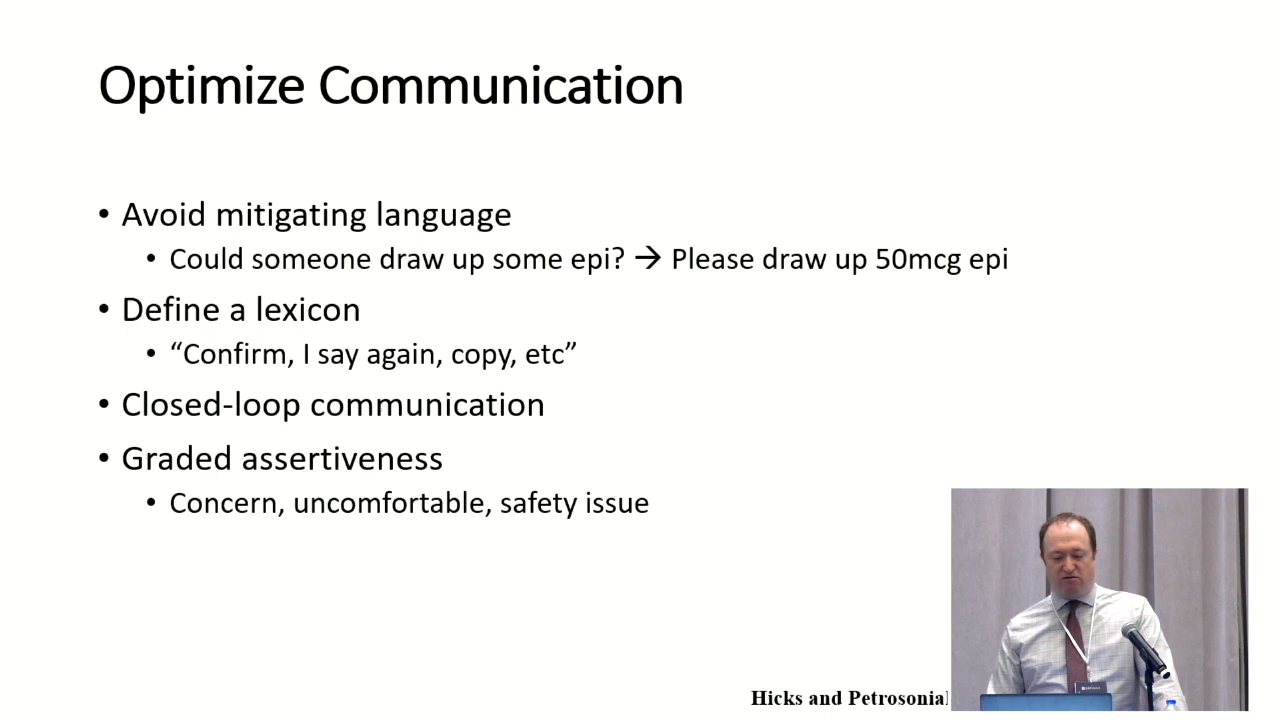 Optimize Communication
• Avoid mitigating language
• Could someone draw up some epi? → Please draw up 50mcg epi
• Define a lexicon
• “Confirm, I say again, copy, etc”
• Closed-loop communication
• Graded assertiveness
• Concern, uncomfortable, safety issue
Hicks and